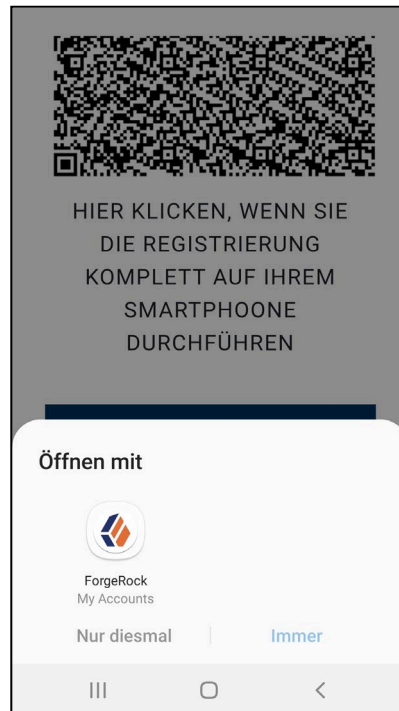 HIER KLICKEN, WENN SIE
DIE REGISTRIERUNG
KOMPLETT AUF IHREM
SMARTPHOONE
DURCHFÜHREN
Öffnen mit
ForgeRock
My Accounts
Nur diesmal
Immer